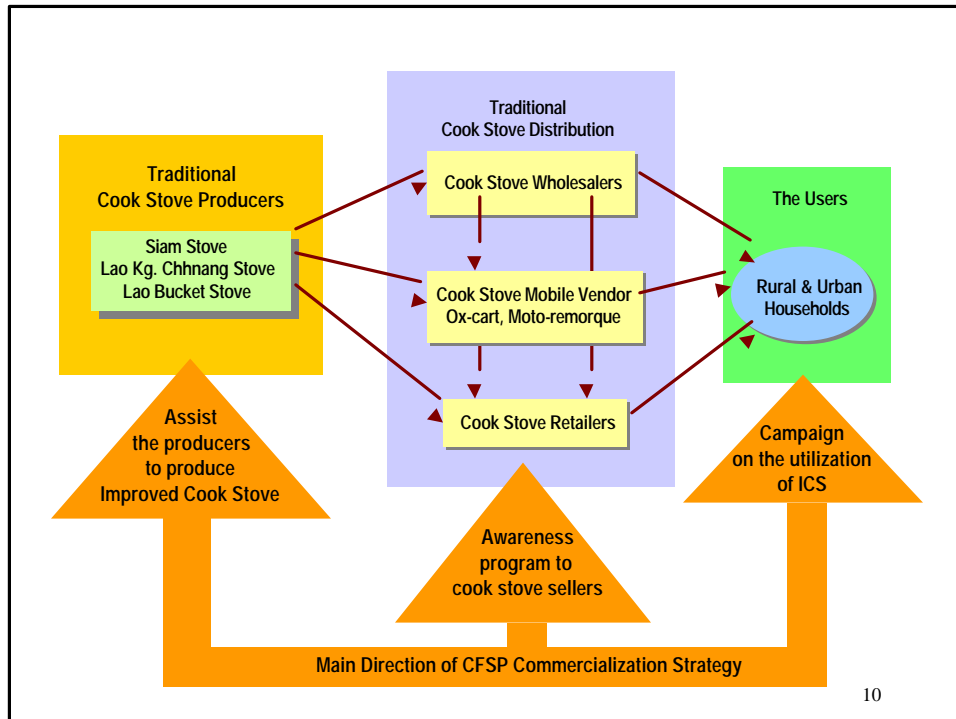 Traditional
Cook Stove Producers
Siam Stove
Lao Kg. Chhnang Stove
Lao Bucket Stove
Traditional
Cook Stove Distribution
Cook Stove Wholesalers
Cook Stove Mobile Vendor
Ox-cart, Moto-remorque
Cook Stove Retailers
The Users
Rural & Urban
Households
Assist
the producers
to produce
Improved Cook Stove
Awareness
program to
cook stove sellers
Campaign
on the utilization
of ICS
Main Direction of CFSP Commercialization Strategy
10